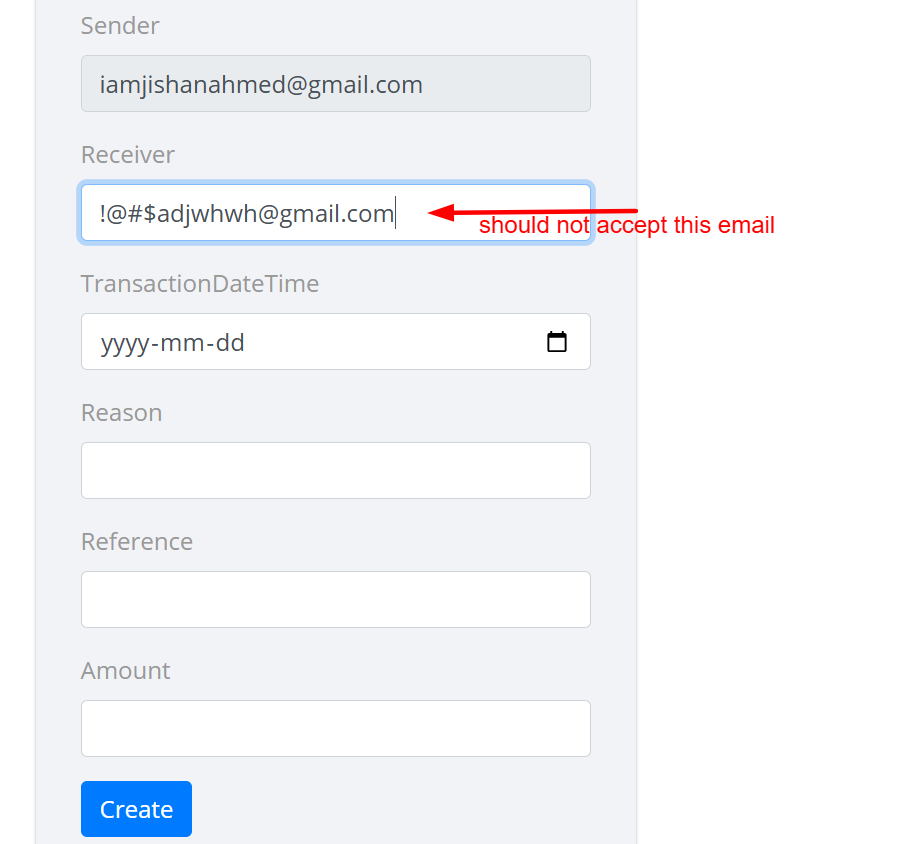 Sender
iamjishanahmed@gmail.com
Receiver
!@#$adjwhwh@gmail.com
should not accept this email
TransactionDateTime
yyyy-mm-dd
Reason
Reference
Amount
Create